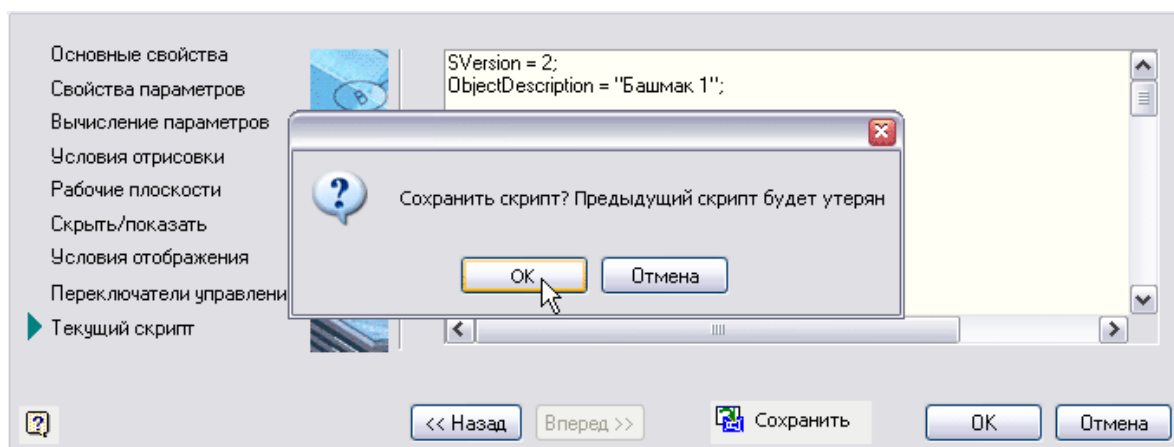 Основные свойства
Свойства параметров
Вычисление параметров
Условия отрисовки
Рабочие плоскости
Скрыть/показать
Условия отображения
Переключатели управлени
Текущий скрипт
SVersion = 2;
ObjectDescription = "Башмак 1";
Сохранить скрипт? Предыдущий скрипт будет утерян
OK
Отмена
<< Назад
Вперед >>
Сохранить
OK
Отмена